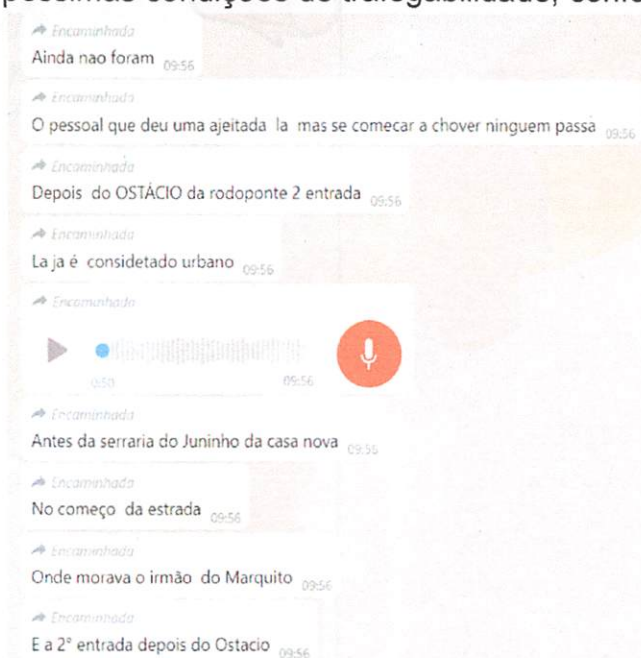 péssimas condições de trafegabilidade, como
Encaminhada
Ainda nao foram 09:56
Encaminhada
O pessoal que deu uma ajeitada la mas se comecar a chover ninguem passa 09:56
Encaminhada
Depois do OSTÁCIO da rodoponte 2 entrada 09:56
Encaminhada
La ja é considetado urbano 09:56
Encaminhada
0:50 09:56
Encaminhada
Antes da serraria do Juninho da casa nova 09:56
Encaminhada
No começo da estrada 09:56
Encaminhada
Onde morava o irmão do Marquito 09:56
Encaminhada
E a 2° entrada depois do Ostacio 09:56